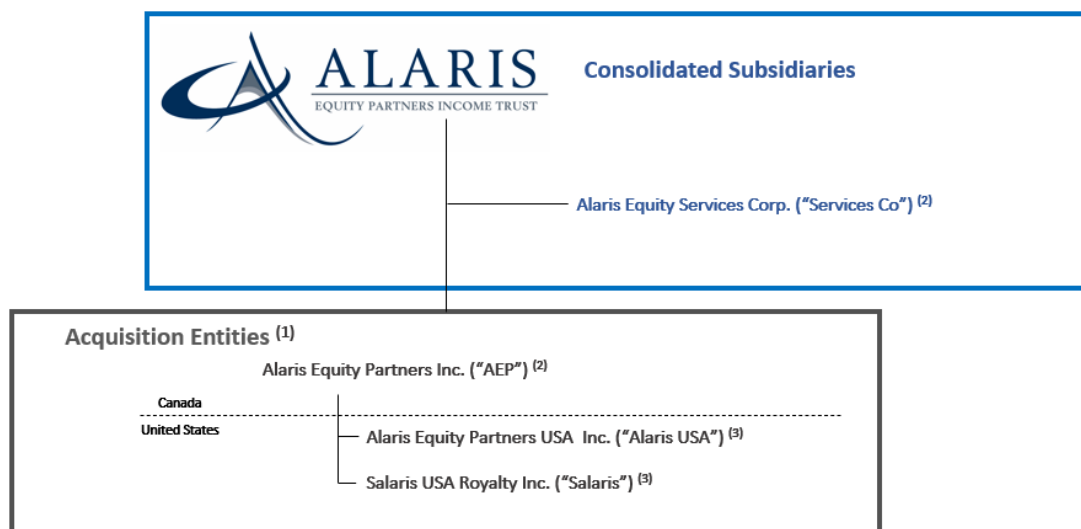 ALARIS
EQUITY PARTNERS INCOME TRUST
Consolidated Subsidiaries
Alaris Equity Services Corp. ("Services Co") (2)
Acquisition Entities (1)
Alaris Equity Partners Inc. ("AEP") (2)
Canada
United States
Alaris Equity Partners USA Inc. ("Alaris USA") (3)
Salaris USA Royalty Inc. ("Salaris") (3)